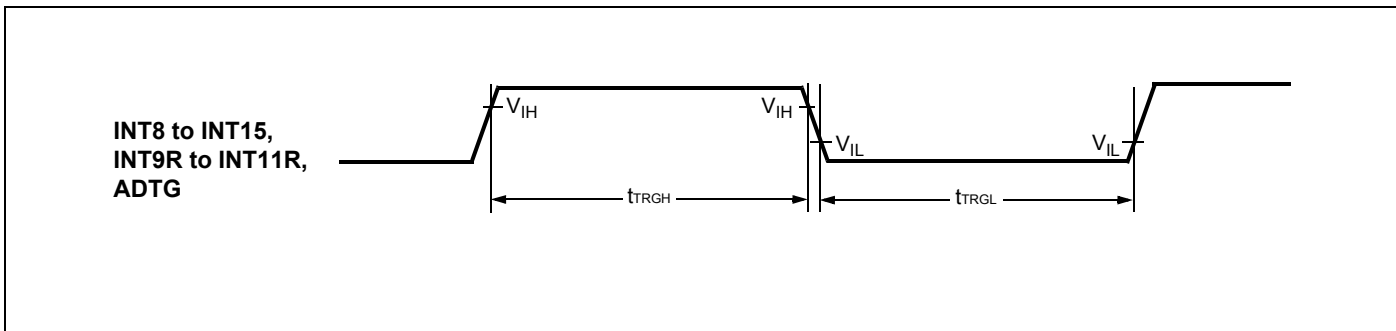 INT8 to INT15,
INT9R to INT11R,
ADTG
VIH
VIH
VIL
VIL
tTRGH
tTRGL